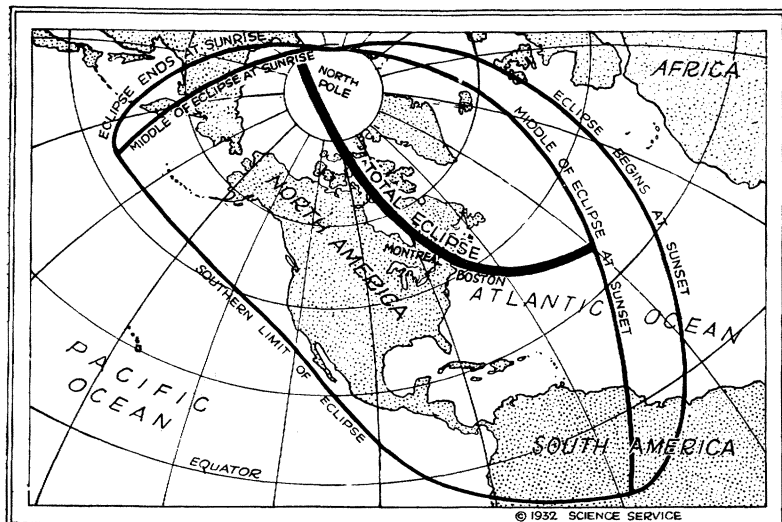 ECLIPSE ENDS AT SUNRISE
MIDDLE OF ECLIPSE AT SUNRISE
NORTH
POLE
AFRICA
MIDDLE OF ECLIPSE AT SUNSET
ECLIPSE BEGINS AT SUNSET
TOTAL ECLIPSE
NORTH AMERICA
MONTREAL
BOSTON
ATLANTIC OCEAN
SOUTHERN LIMIT OF ECLIPSE
PACIFIC
OCEAN
EQUATOR
SOUTH AMERICA
© 1932 SCIENCE SERVICE